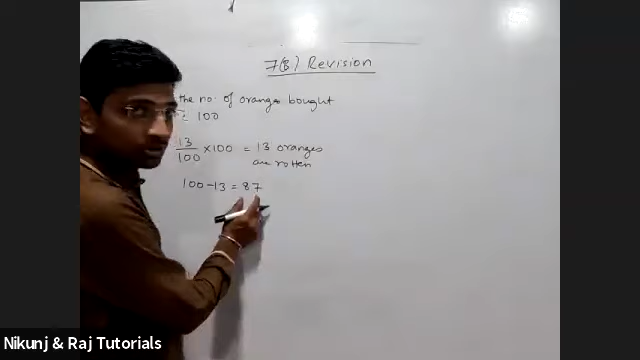 7(B) Revision
the no. of oranges bought
= 100
13/100 × 100 = 13 oranges
are rotten
100 - 13 = 87
Nikunj & Raj Tutorials